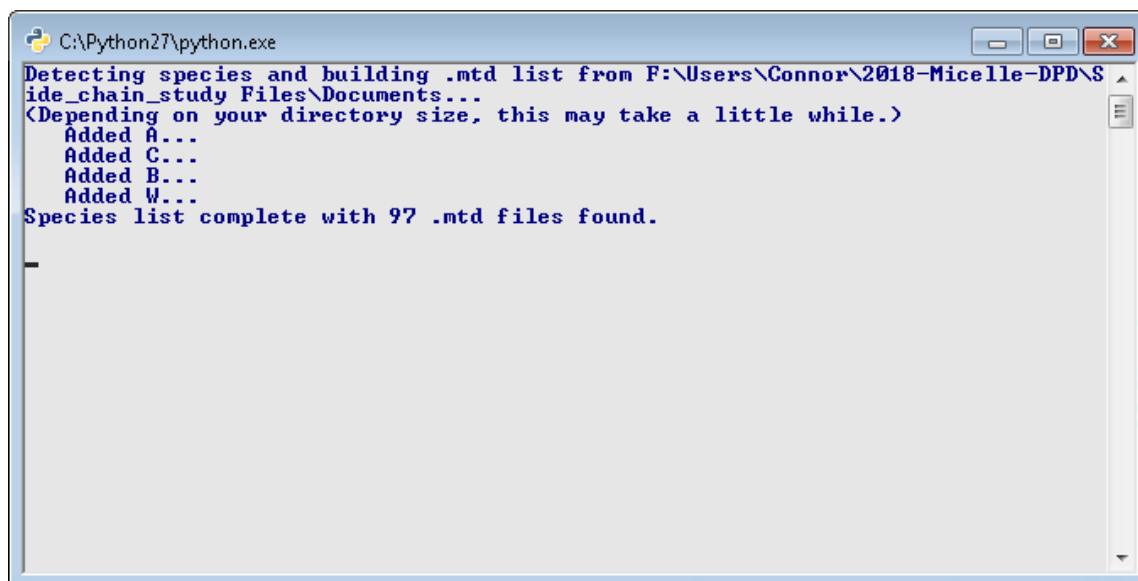 C:\Python27\python.exe
Detecting species and building .mtd list from F:\Users\Connor\2018-Micelle-DPD\S
ide_chain_study Files\Documents...
(Depending on your directory size, this may take a little while.)
   Added A...
   Added C...
   Added B...
   Added W...
Species list complete with 97 .mtd files found.